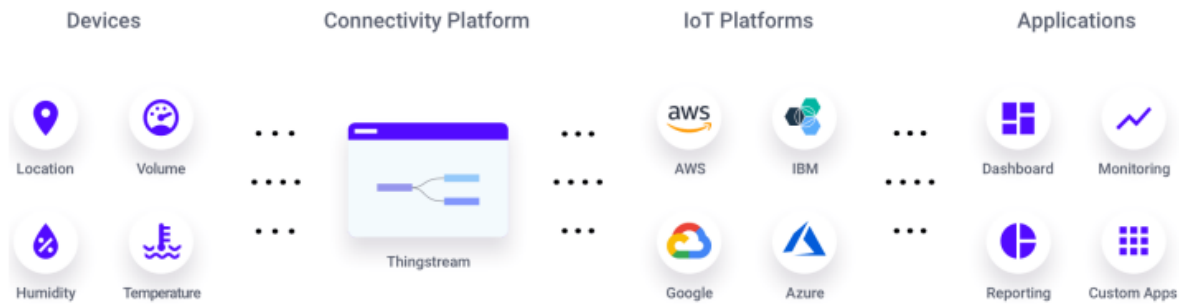 Devices Connectivity Platform IoT Platforms Applications
aws
Location Volume AWS IBM Dashboard Monitoring
Thingstream
Humidity Temperature Google Azure Reporting Custom Apps